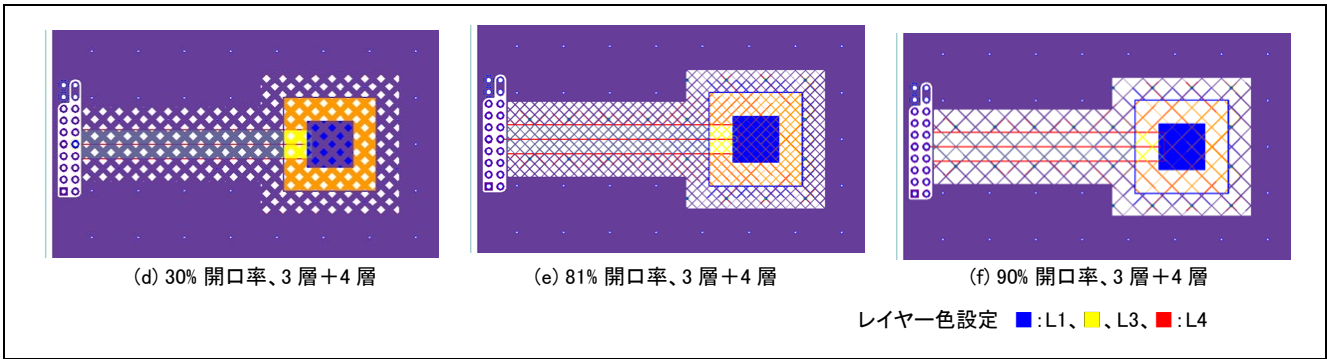 (d) 30% 開口率、3 層+4 層
(e) 81% 開口率、3 層+4 層
(f) 90% 開口率、3 層+4 層
レイヤー色設定 ■:L1、■、L3、■:L4